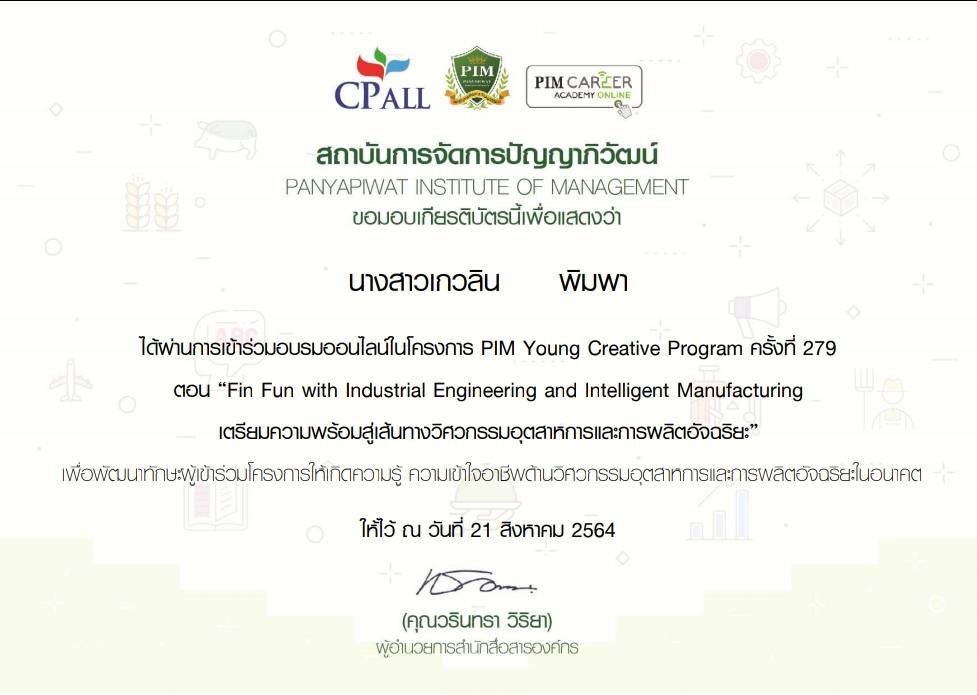 CPALL
PIM
PIM CAREER
ACADEMY ONLINE
สถาบันการจัดการปัญญาภิวัฒน์
PANYAPIWAT INSTITUTE OF MANAGEMENT
ขอมอบเกียรติบัตรนี้เพื่อแสดงว่า
นางสาวเกวลิน พิมพา
ได้ผ่านการเข้าร่วมอบรมออนไลน์ในโครงการ PIM Young Creative Program ครั้งที่ 279
ตอน “Fin Fun with Industrial Engineering and Intelligent Manufacturing
เตรียมความพร้อมสู่เส้นทางวิศวกรรมอุตสาหการและการผลิตอัจฉริยะ”
เพื่อพัฒนาทักษะผู้เข้าร่วมโครงการให้เกิดความรู้ ความเข้าใจอาชีพด้านวิศวกรรมอุตสาหการและการผลิตอัจฉริยะในอนาคต
ABC
ให้ไว้ ณ วันที่ 21 สิงหาคม 2564
(คุณวรินทรา วิริยา)
ผู้อำนวยการสำนักสื่อสารองค์กร